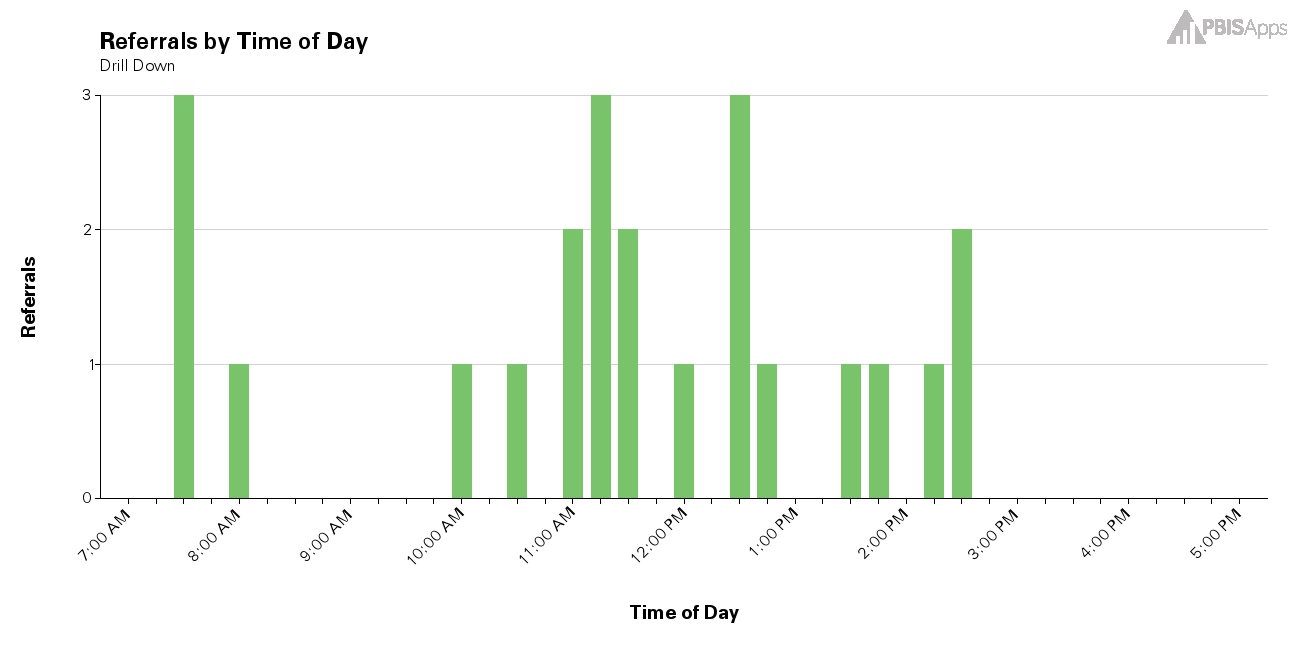 PBISApps
Referrals by Time of Day
Drill Down
3
2
1
0
Referrals
7:00 AM
8:00 AM
9:00 AM
10:00 AM
11:00 AM
12:00 PM
1:00 PM
2:00 PM
3:00 PM
4:00 PM
5:00 PM
Time of Day